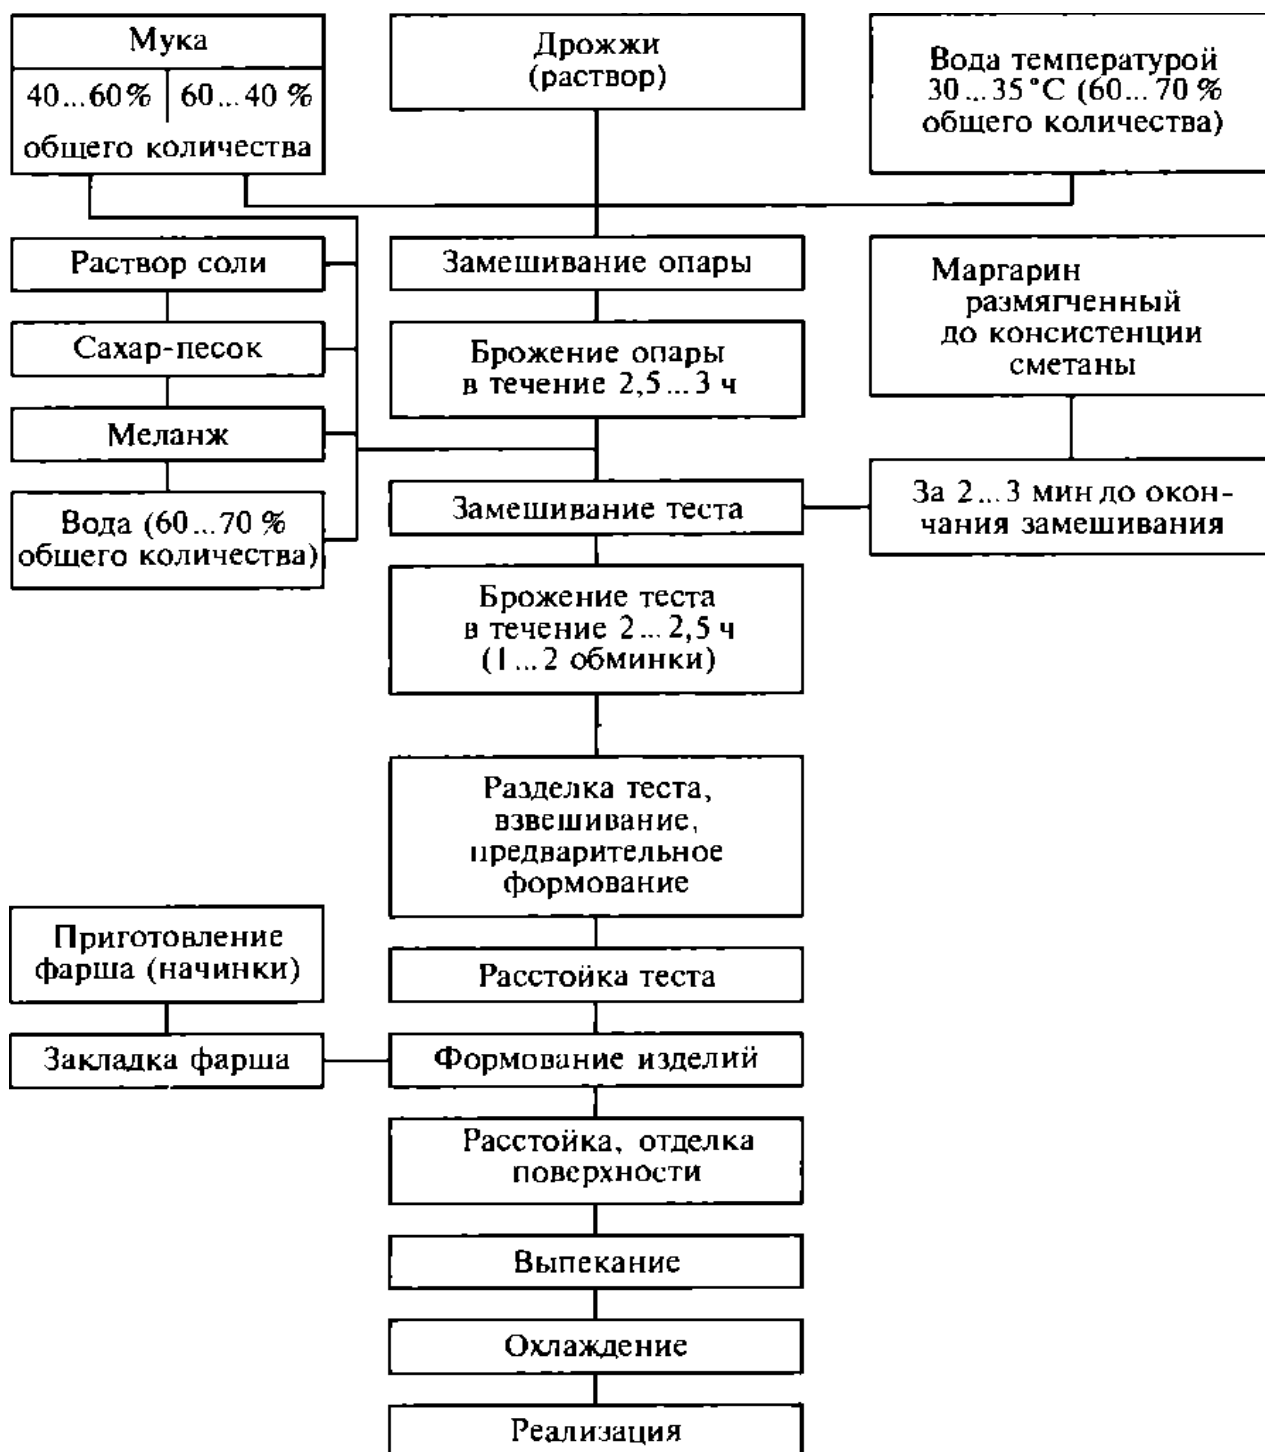 Мука
40...60% 60...40 %
общего количества
Дрожжи
(раствор)
Вода температурой
30...35°С (60...70 %
общего количества)
Раствор соли
Сахар-песок
Меланж
Вода (60...70 %
общего количества)
Замешивание опары
Брожение опары
в течение 2,5...3 ч
Маргарин
размягченный
до консистенции
сметаны
Замешивание теста
За 2...3 мин до окон-
чания замешивания
Брожение теста
в течение 2...2,5 ч
(1...2 обминки)
Разделка теста,
взвешивание,
предварительное
формование
Приготовление
фарша (начинки)
Расстойка теста
Закладка фарша
Формование изделий
Расстойка, отделка
поверхности
Выпекание
Охлаждение
Реализация